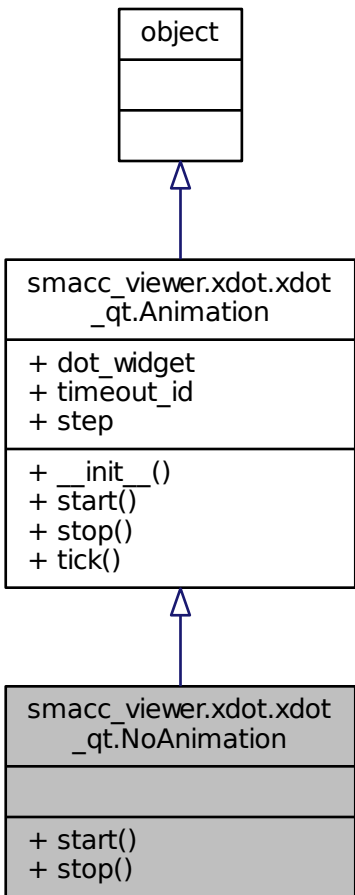 object
smacc_viewer.xdot.xdot
_qt.Animation
+ dot_widget
+ timeout_id
+ step
+ __init__()
+ start()
+ stop()
+ tick()
smacc_viewer.xdot.xdot
_qt.NoAnimation
+ start()
+ stop()